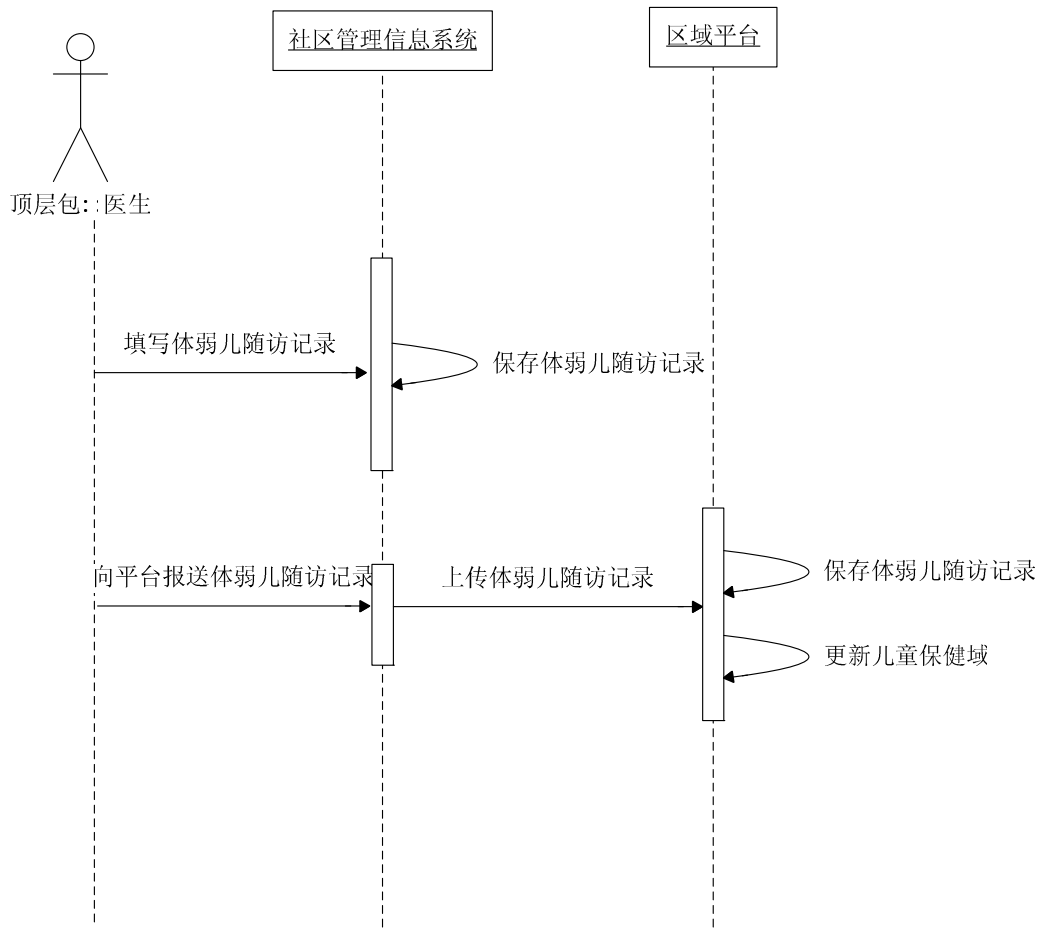 社区管理信息系统
区域平台
顶层包::医生
填写体弱儿随访记录
保存体弱儿随访记录
向平台报送体弱儿随访记录
上传体弱儿随访记录
保存体弱儿随访记录
更新儿童保健域